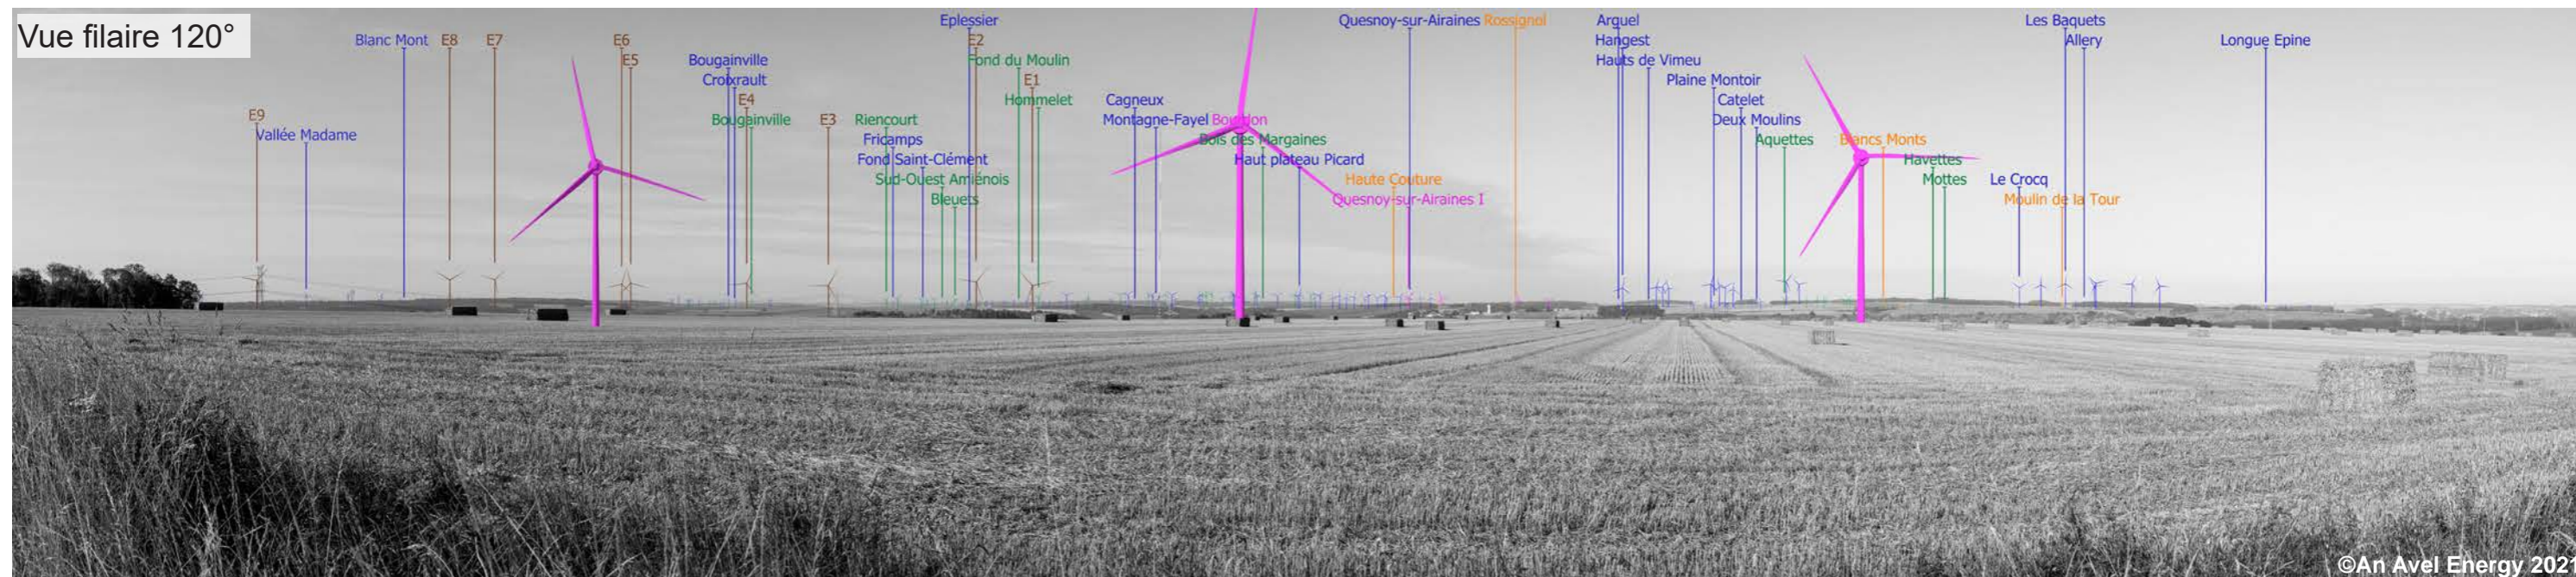 Vue filaire 120°
Eplessier
Quesnoy-sur-Airaines
Rossignol
Arguel
Les Baquets
Blanc Mont
E8
E7
E6
E2
Hangest
Allery
Longue Epine
E5
Bougainville
Fond du Moulin
Hauts de Vimeu
Croixrault
E1
Plaine Montoir
E4
Hommelet
Cagneux
Catelet
E9
Bougainville
E3
Riencourt
Montagne-Fayel
Bourdon
Deux Moulins
Vallée Madame
Fricamps
Bois des Margaines
Aquettes
Blancs Monts
Fond Saint-Clément
Haut plateau Picard
Havettes
Sud-Ouest Amiénois
Haute Couture
Mottes
Le Crocq
Bleuets
Quesnoy-sur-Airaines I
Moulin de la Tour
©An Avel Energy 202